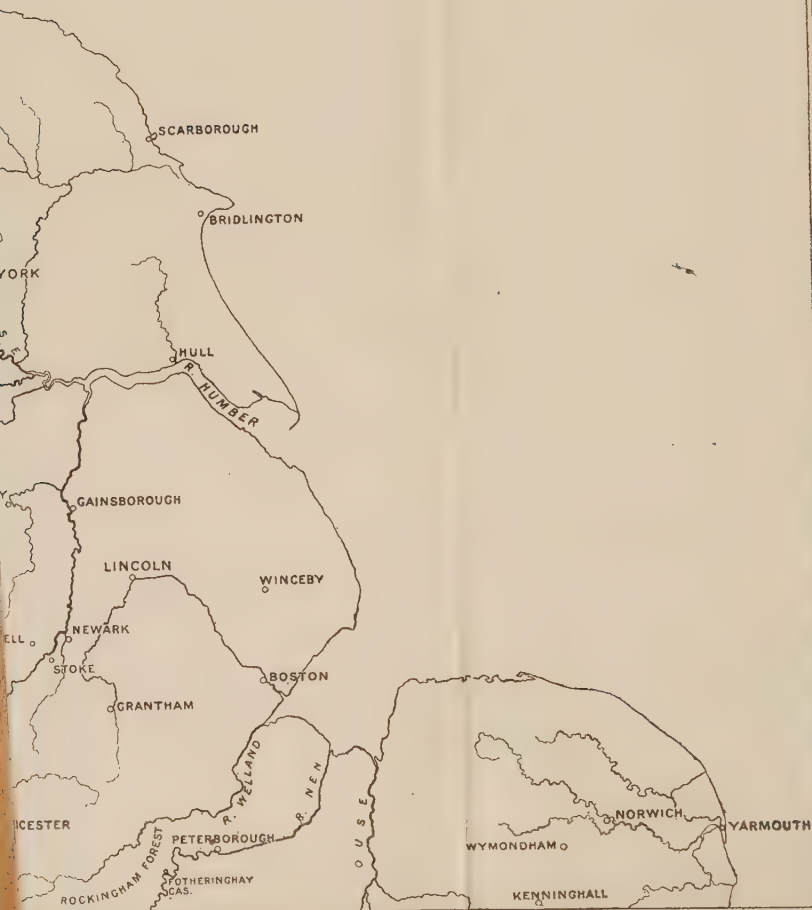 SCARBOROUGH
BRIDLINGTON
YORK
HULL
R. HUMBER
GAINSBOROUGH
LINCOLN
WINCEBY
ELL
NEWARK
STOKE
BOSTON
GRANTHAM
R. WELLAND
R. NEN
OUSE
ICESTER
NORWICH
YARMOUTH
PETERBOROUGH
WYMONDHAM
ROCKINGHAM FOREST
FOTHERINGHAY
CAS.
KENNINGHALL